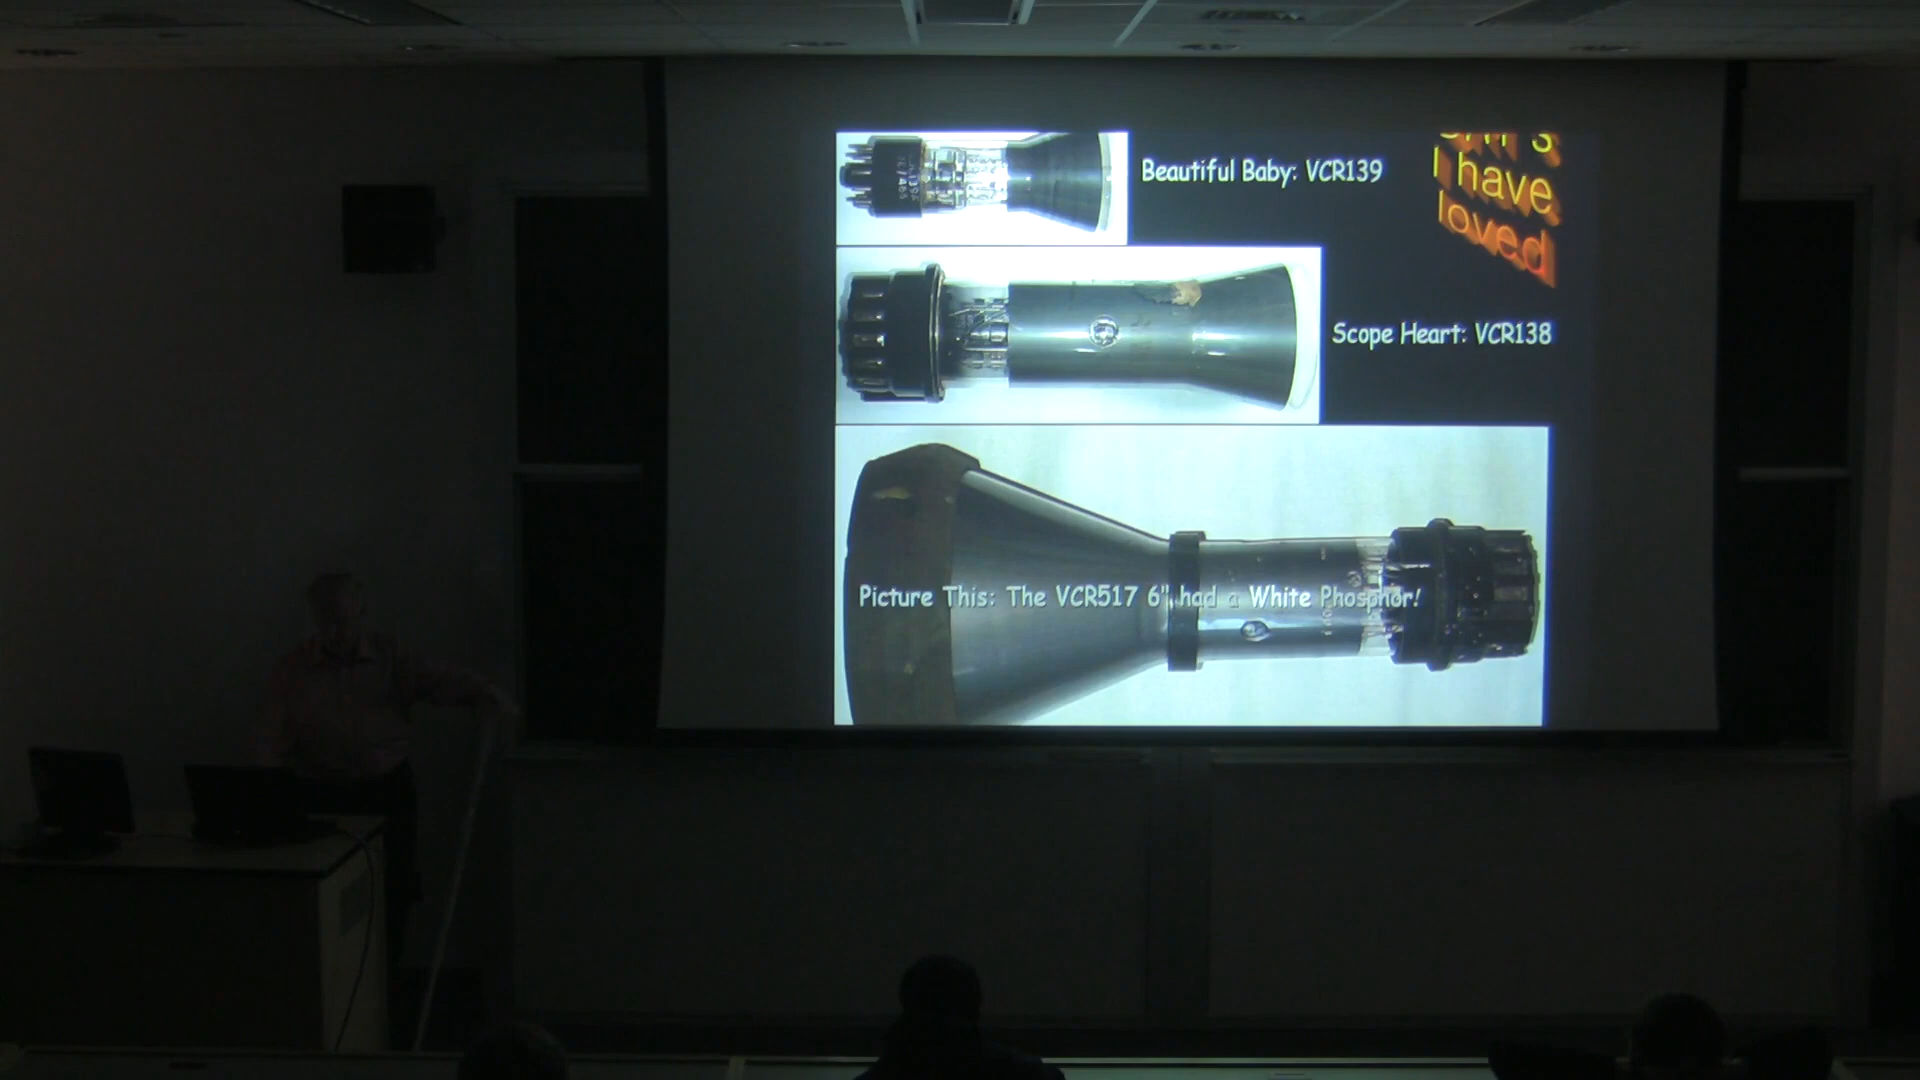 Beautiful Baby: VCR139
I have
loved
Scope Heart: VCR138
Picture This: The VCR517 6" had a White Phosphor!